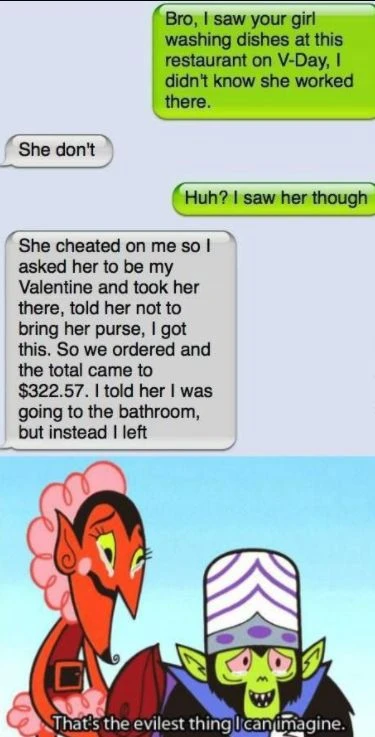 Bro, I saw your girl
washing dishes at this
restaurant on V-Day, I
didn't know she worked
there.
She don't
Huh? I saw her though
She cheated on me so I
asked her to be my
Valentine and took her
there, told her not to
bring her purse, I got
this. So we ordered and
the total came to
$322.57. I told her I was
going to the bathroom,
but instead I left
That's the evilest thing I can imagine.